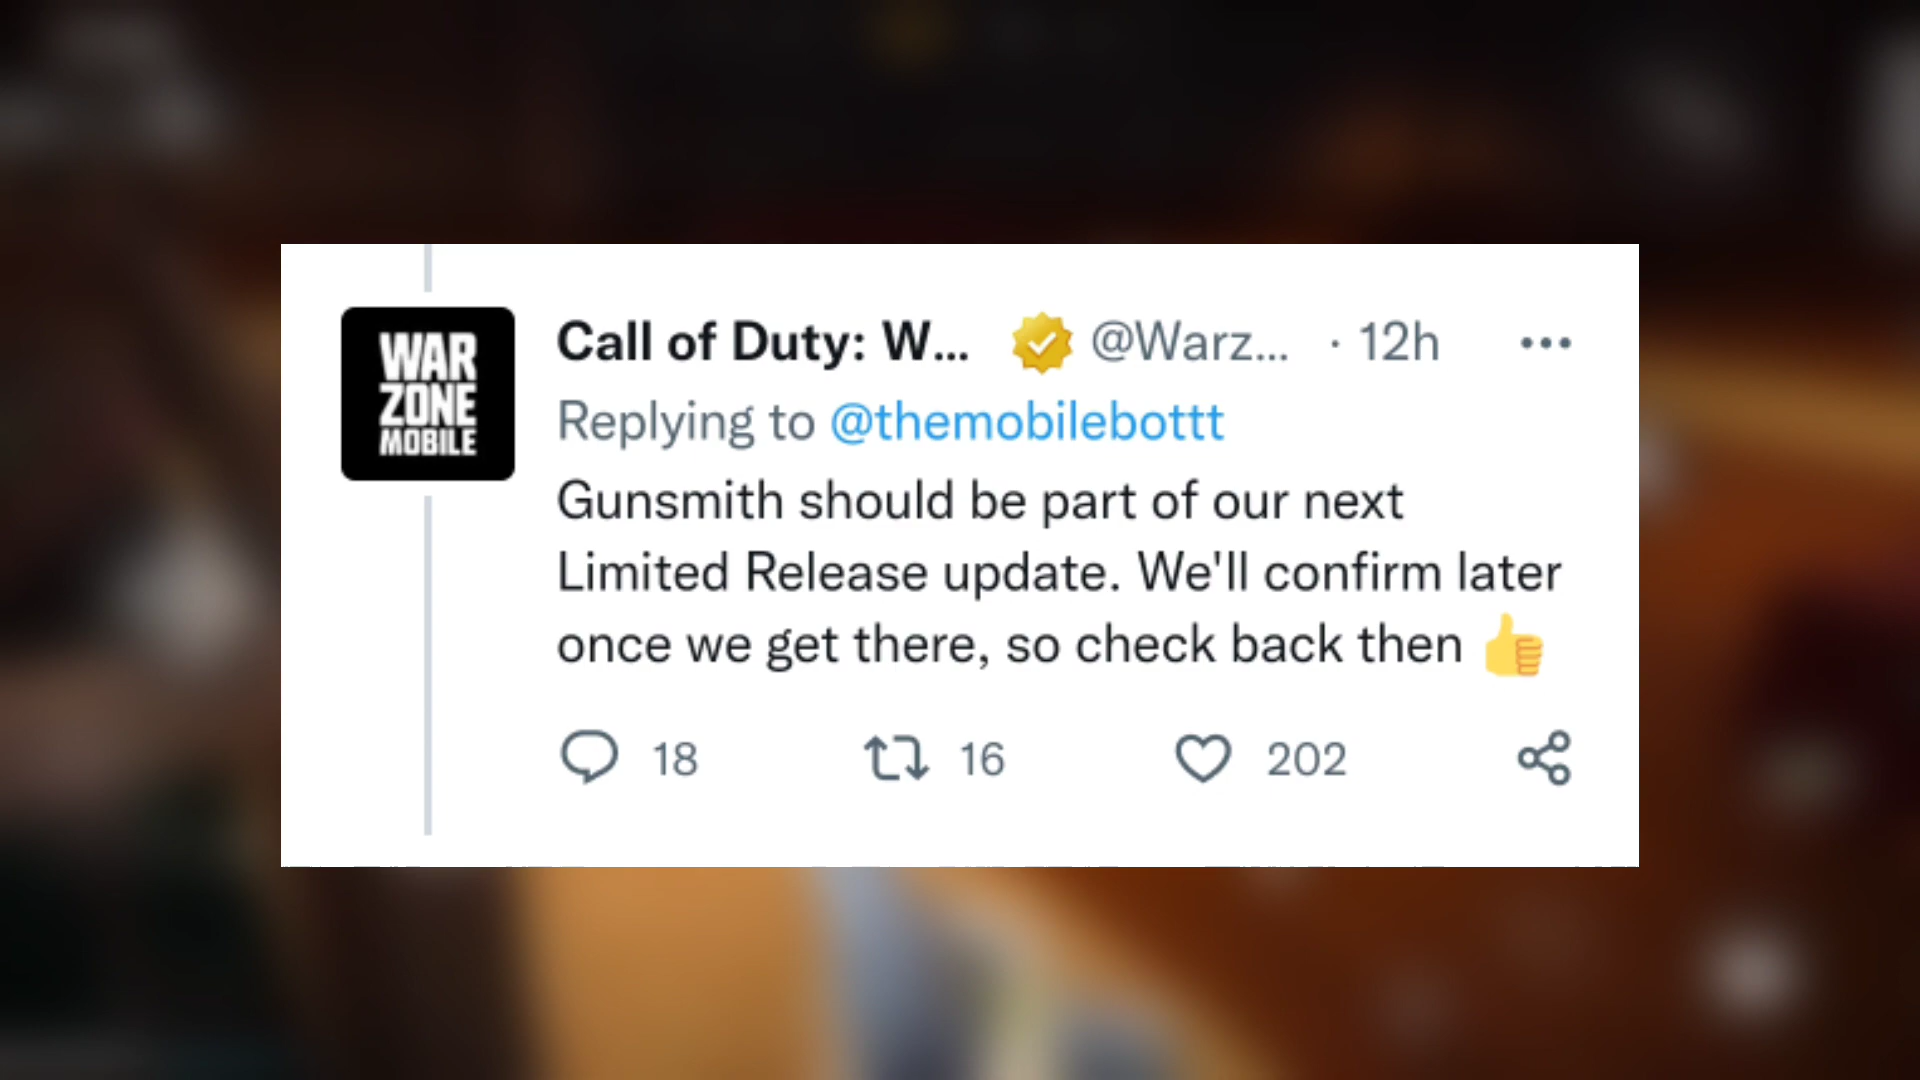 WAR
ZONE
MOBILE
Call of Duty: W... @Warz... · 12h
Replying to @themobilebottt
Gunsmith should be part of our next
Limited Release update. We'll confirm later
once we get there, so check back then 👍
18 16 202